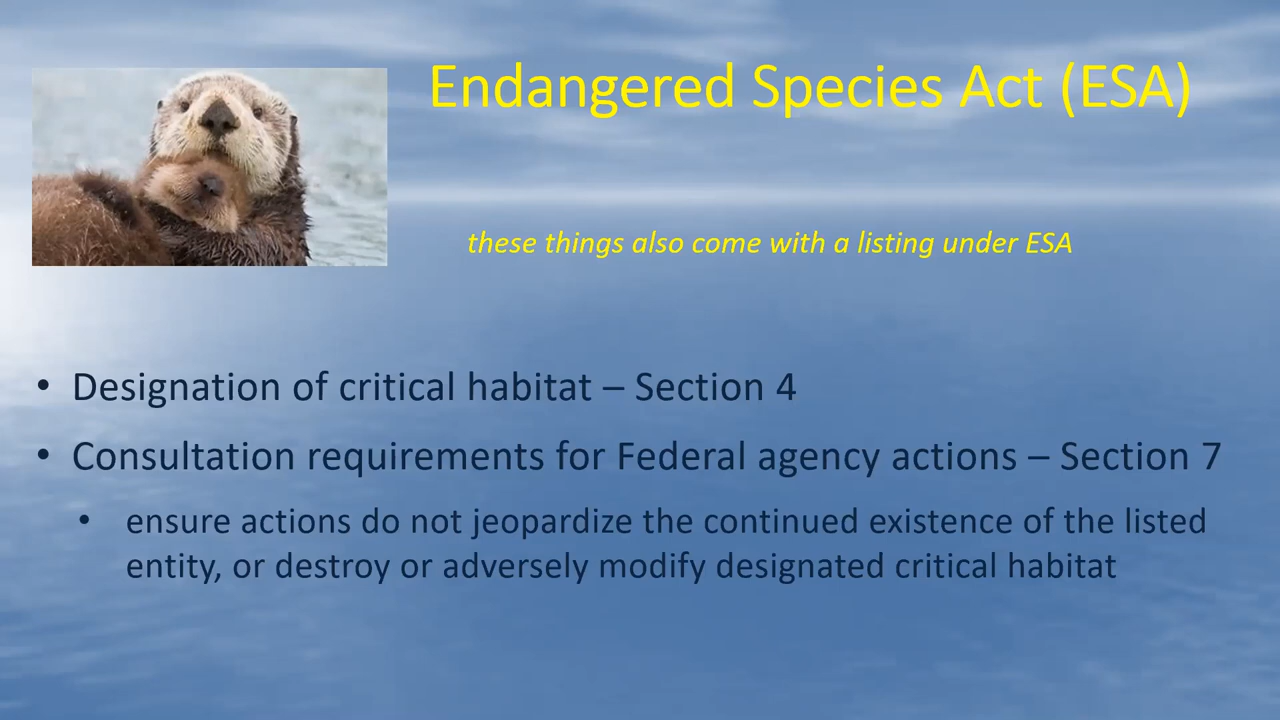 Endangered Species Act (ESA)
these things also come with a listing under ESA
• Designation of critical habitat – Section 4
• Consultation requirements for Federal agency actions – Section 7
• ensure actions do not jeopardize the continued existence of the listed
entity, or destroy or adversely modify designated critical habitat